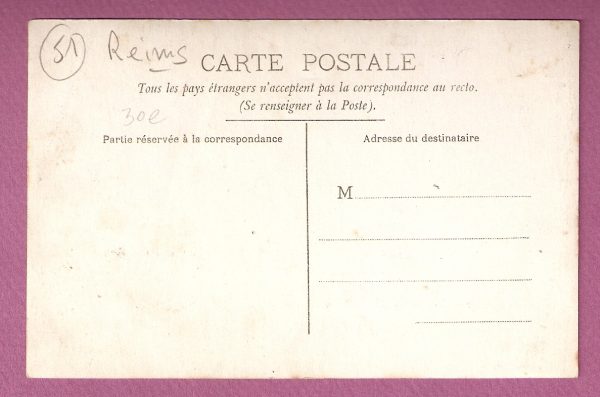 51 Reims
CARTE POSTALE
Tous les pays étrangers n'acceptent pas la correspondance au recto.
(Se renseigner à la Poste).
30e
Partie réservée à la correspondance
Adresse du destinataire
M